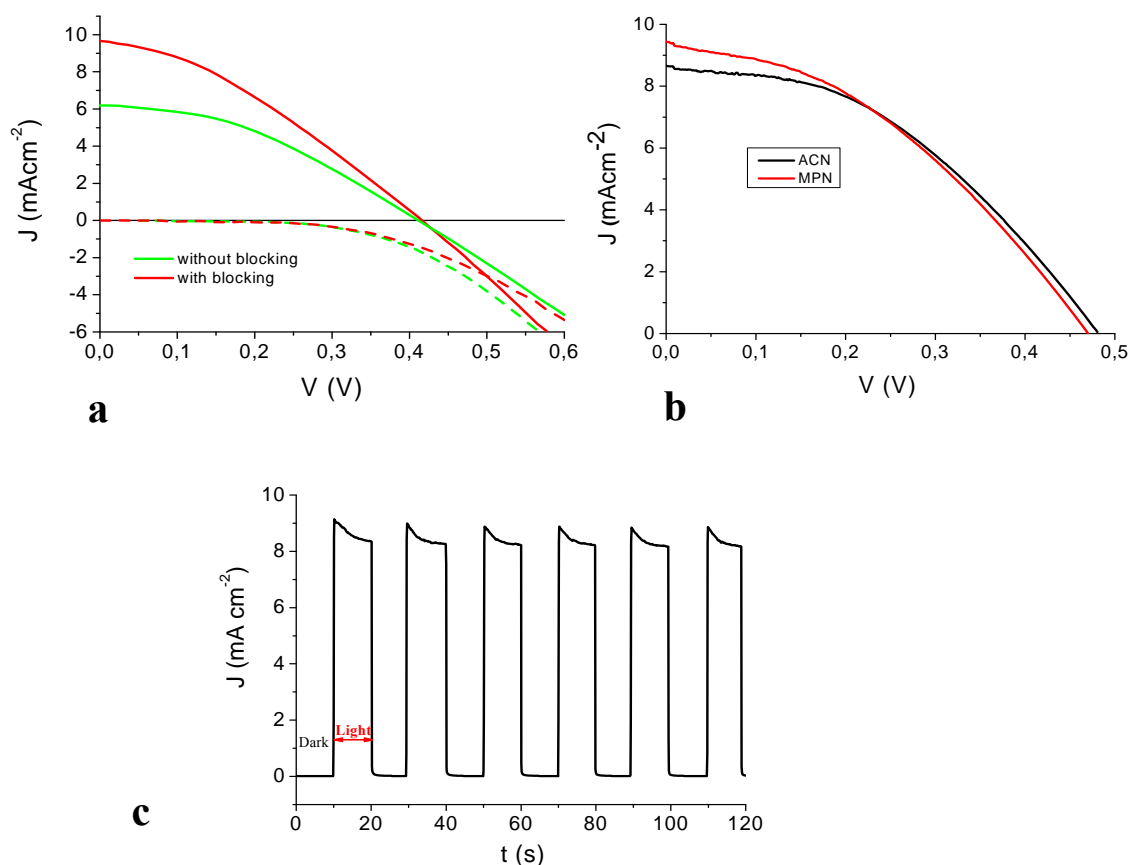 10
8
6
4
2
0
-2
-4
-6
J (mAcm-2)
without blocking
with blocking
0,0 0,1 0,2 0,3 0,4 0,5 0,6
V (V)
a
10
8
6
4
2
0
J (mAcm-2)
ACN
MPN
0,0 0,1 0,2 0,3 0,4 0,5
V (V)
b
10
8
6
4
2
0
J (mA cm-2)
Dark Light
0 20 40 60 80 100 120
t (s)
c